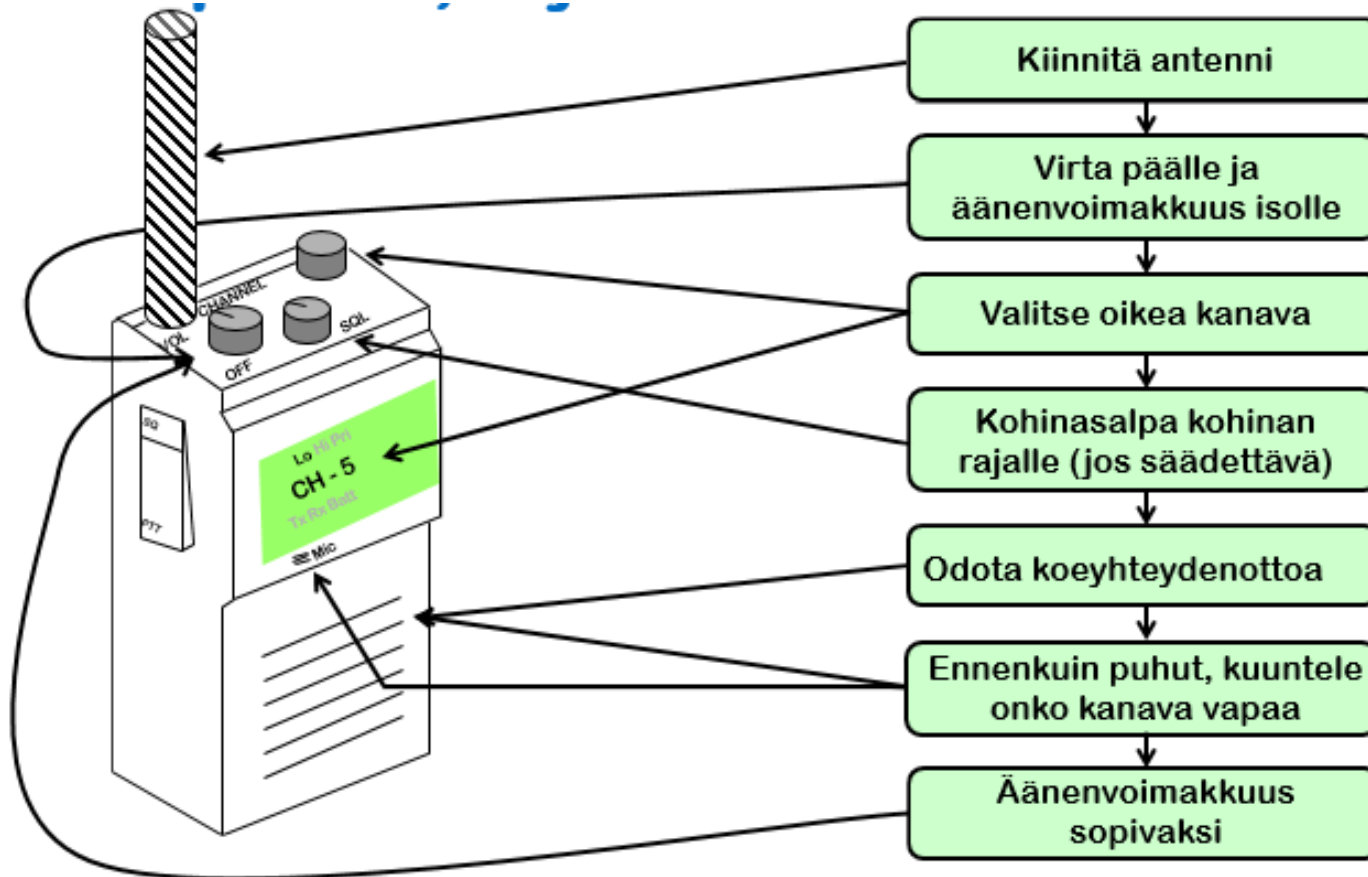 Kiinnitä antenni
Virta päälle ja
äänenvoimakkuus isolle
Valitse oikea kanava
Kohinasalpa kohinan
rajalle (jos säädettävä)
Odota koeyhteydenottoa
Ennenkuin puhut, kuuntele
onko kanava vapaa
Äänenvoimakkuus
sopivaksi
CHANNEL
VOL
OFF
SQL
SQ
PTT
Lo Hi Pri
CH - 5
Tx Rx Batt
Mic